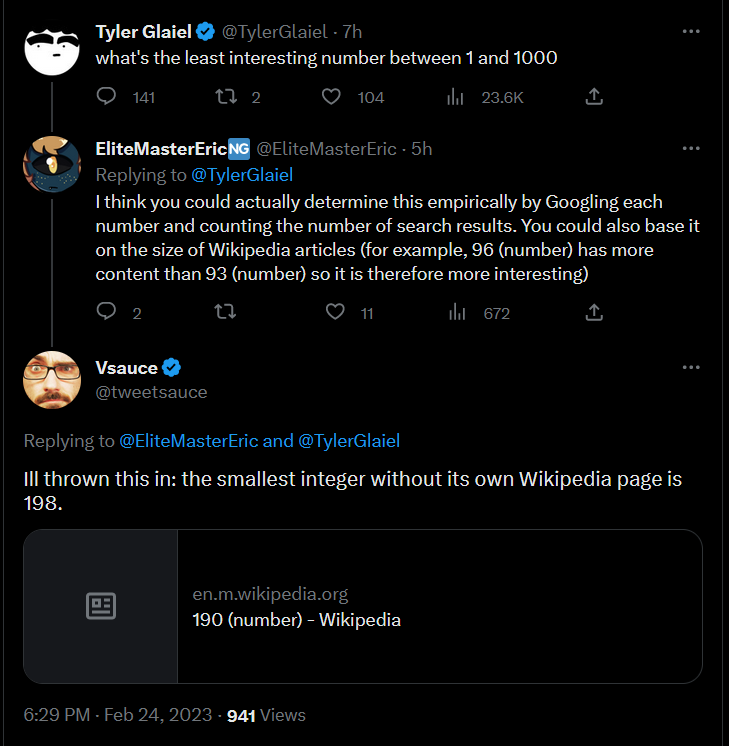 Tyler Glaiel @TylerGlaiel · 7h
what's the least interesting number between 1 and 1000
141 2 104 23.6K
EliteMasterEric NG @EliteMasterEric · 5h
Replying to @TylerGlaiel
I think you could actually determine this empirically by Googling each
number and counting the number of search results. You could also base it
on the size of Wikipedia articles (for example, 96 (number) has more
content than 93 (number) so it is therefore more interesting)
2 11 672
Vsauce
@tweetsauce
Replying to @EliteMasterEric and @TylerGlaiel
Ill thrown this in: the smallest integer without its own Wikipedia page is
198.
en.m.wikipedia.org
190 (number) - Wikipedia
6:29 PM · Feb 24, 2023 · 941 Views